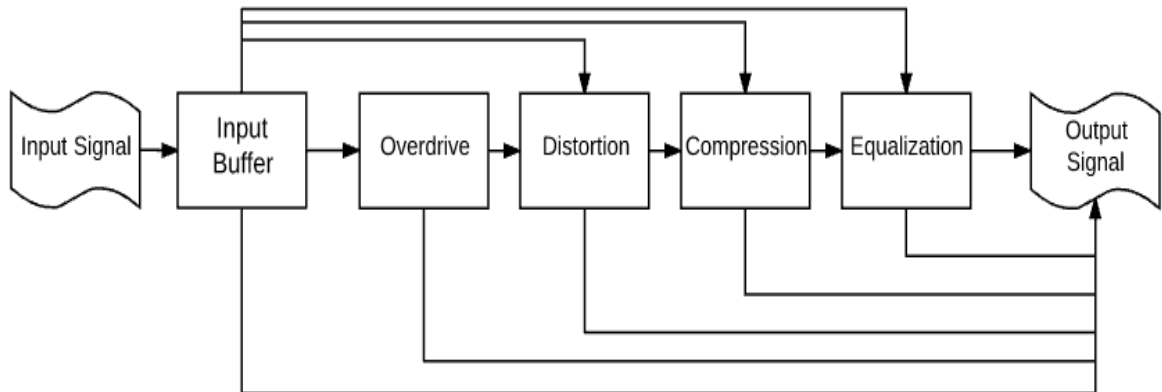 Input Signal
Input
Buffer
Overdrive
Distortion
Compression
Equalization
Output
Signal